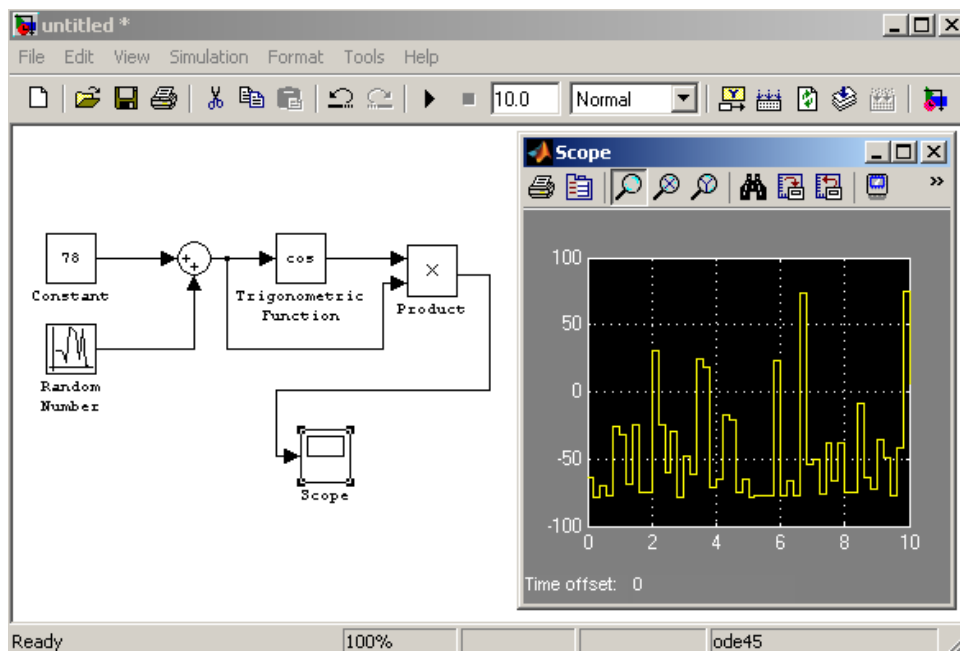 untitled *
File Edit View Simulation Format Tools Help
10.0 Normal
Scope
»
78
Constant
++
cos
Trigonometric
Function
×
Product
Random
Number
Scope
100
50
0
-50
-100
0 2 4 6 8 10
Time offset: 0
Ready 100% ode45